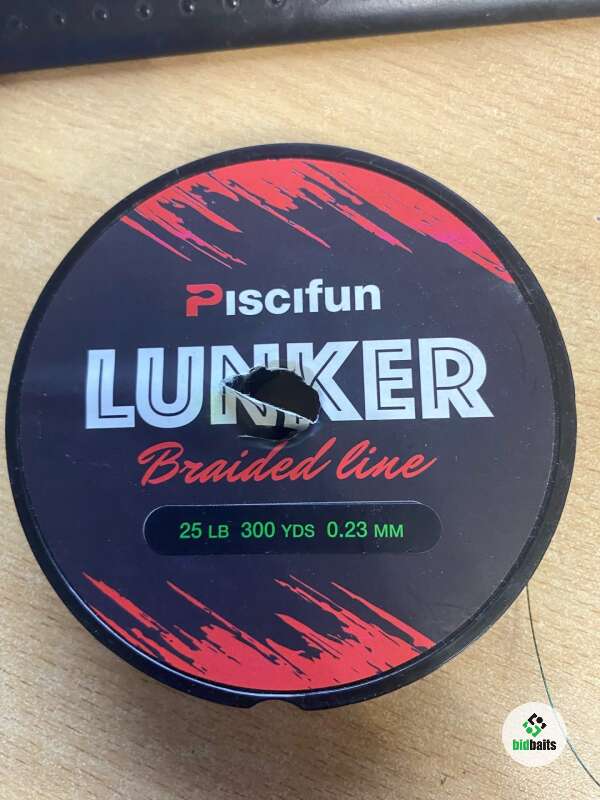 Piscifun
LUNKER
Braided line
25 LB 300 YDS 0.23 MM
bidbaits